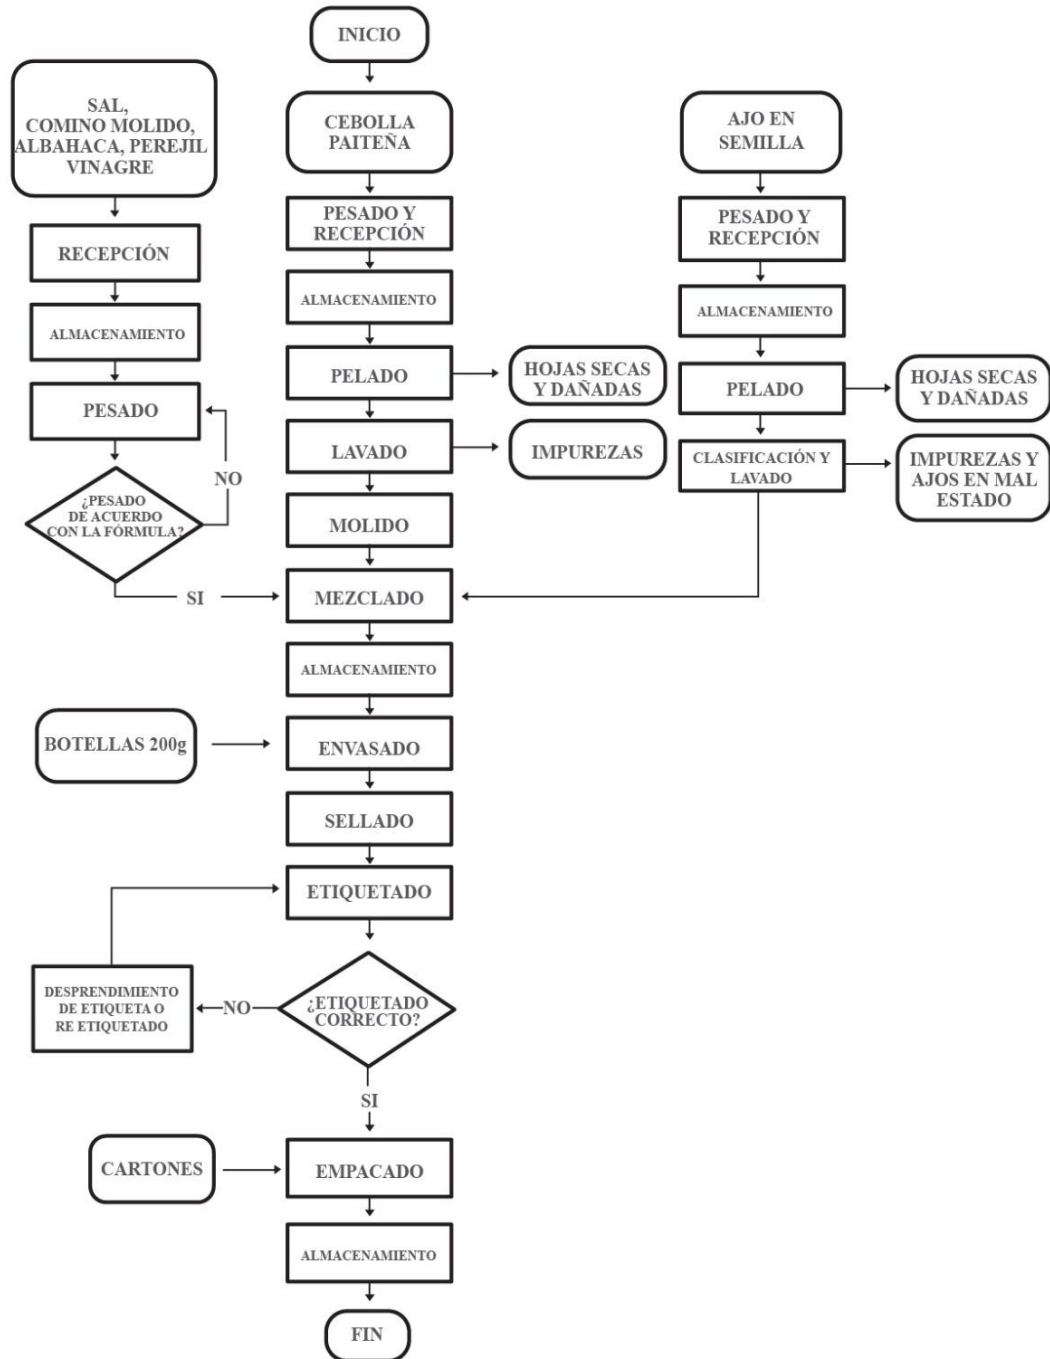 INICIO
SAL,
COMINO MOLIDO,
ALBAHACA, PEREJIL
VINAGRE
CEBOLLA
PAITEÑA
AJO EN
SEMILLA
RECEPCIÓN
PESADO Y
RECEPCIÓN
PESADO Y
RECEPCIÓN
ALMACENAMIENTO
ALMACENAMIENTO
ALMACENAMIENTO
PESADO
PELADO
HOJAS SECAS
Y DAÑADAS
PELADO
HOJAS SECAS
Y DAÑADAS
¿PESADO
DE ACUERDO
CON LA FÓRMULA?
NO
LAVADO
IMPUREZAS
CLASIFICACIÓN Y
LAVADO
IMPUREZAS Y
AJOS EN MAL
ESTADO
MOLIDO
SI
MEZCLADO
ALMACENAMIENTO
BOTELLAS 200g
ENVASADO
SELLADO
ETIQUETADO
DESPRENDIMIENTO
DE ETIQUETA O
RE ETIQUETADO
NO
¿ETIQUETADO
CORRECTO?
SI
CARTONES
EMPACADO
ALMACENAMIENTO
FIN